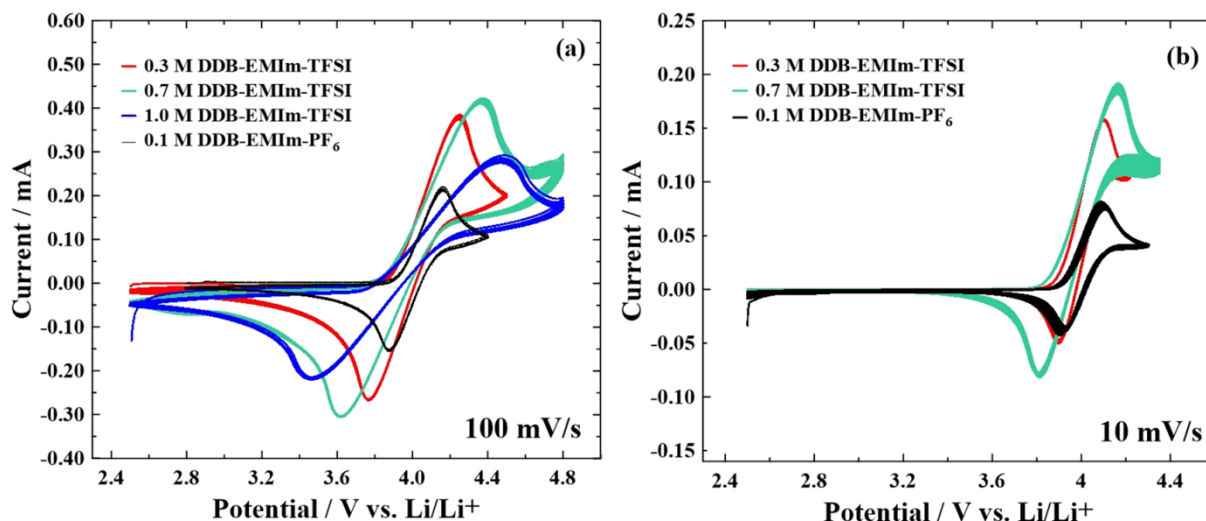 (a)
0.3 M DDB-EMIm-TFSI
0.7 M DDB-EMIm-TFSI
1.0 M DDB-EMIm-TFSI
0.1 M DDB-EMIm-PF₆
0.60
0.50
0.40
0.30
0.20
0.10
0.00
-0.10
-0.20
-0.30
-0.40
Current / mA
100 mV/s
2.4 2.8 3.2 3.6 4.0 4.4 4.8
Potential / V vs. Li/Li⁺
(b)
0.3 M DDB-EMIm-TFSI
0.7 M DDB-EMIm-TFSI
0.1 M DDB-EMIm-PF₆
0.25
0.20
0.15
0.10
0.05
0.00
-0.05
-0.10
0.15
Current / mA
10 mV/s
2.4 2.8 3.2 3.6 4 4.4
Potential / V vs. Li/Li⁺